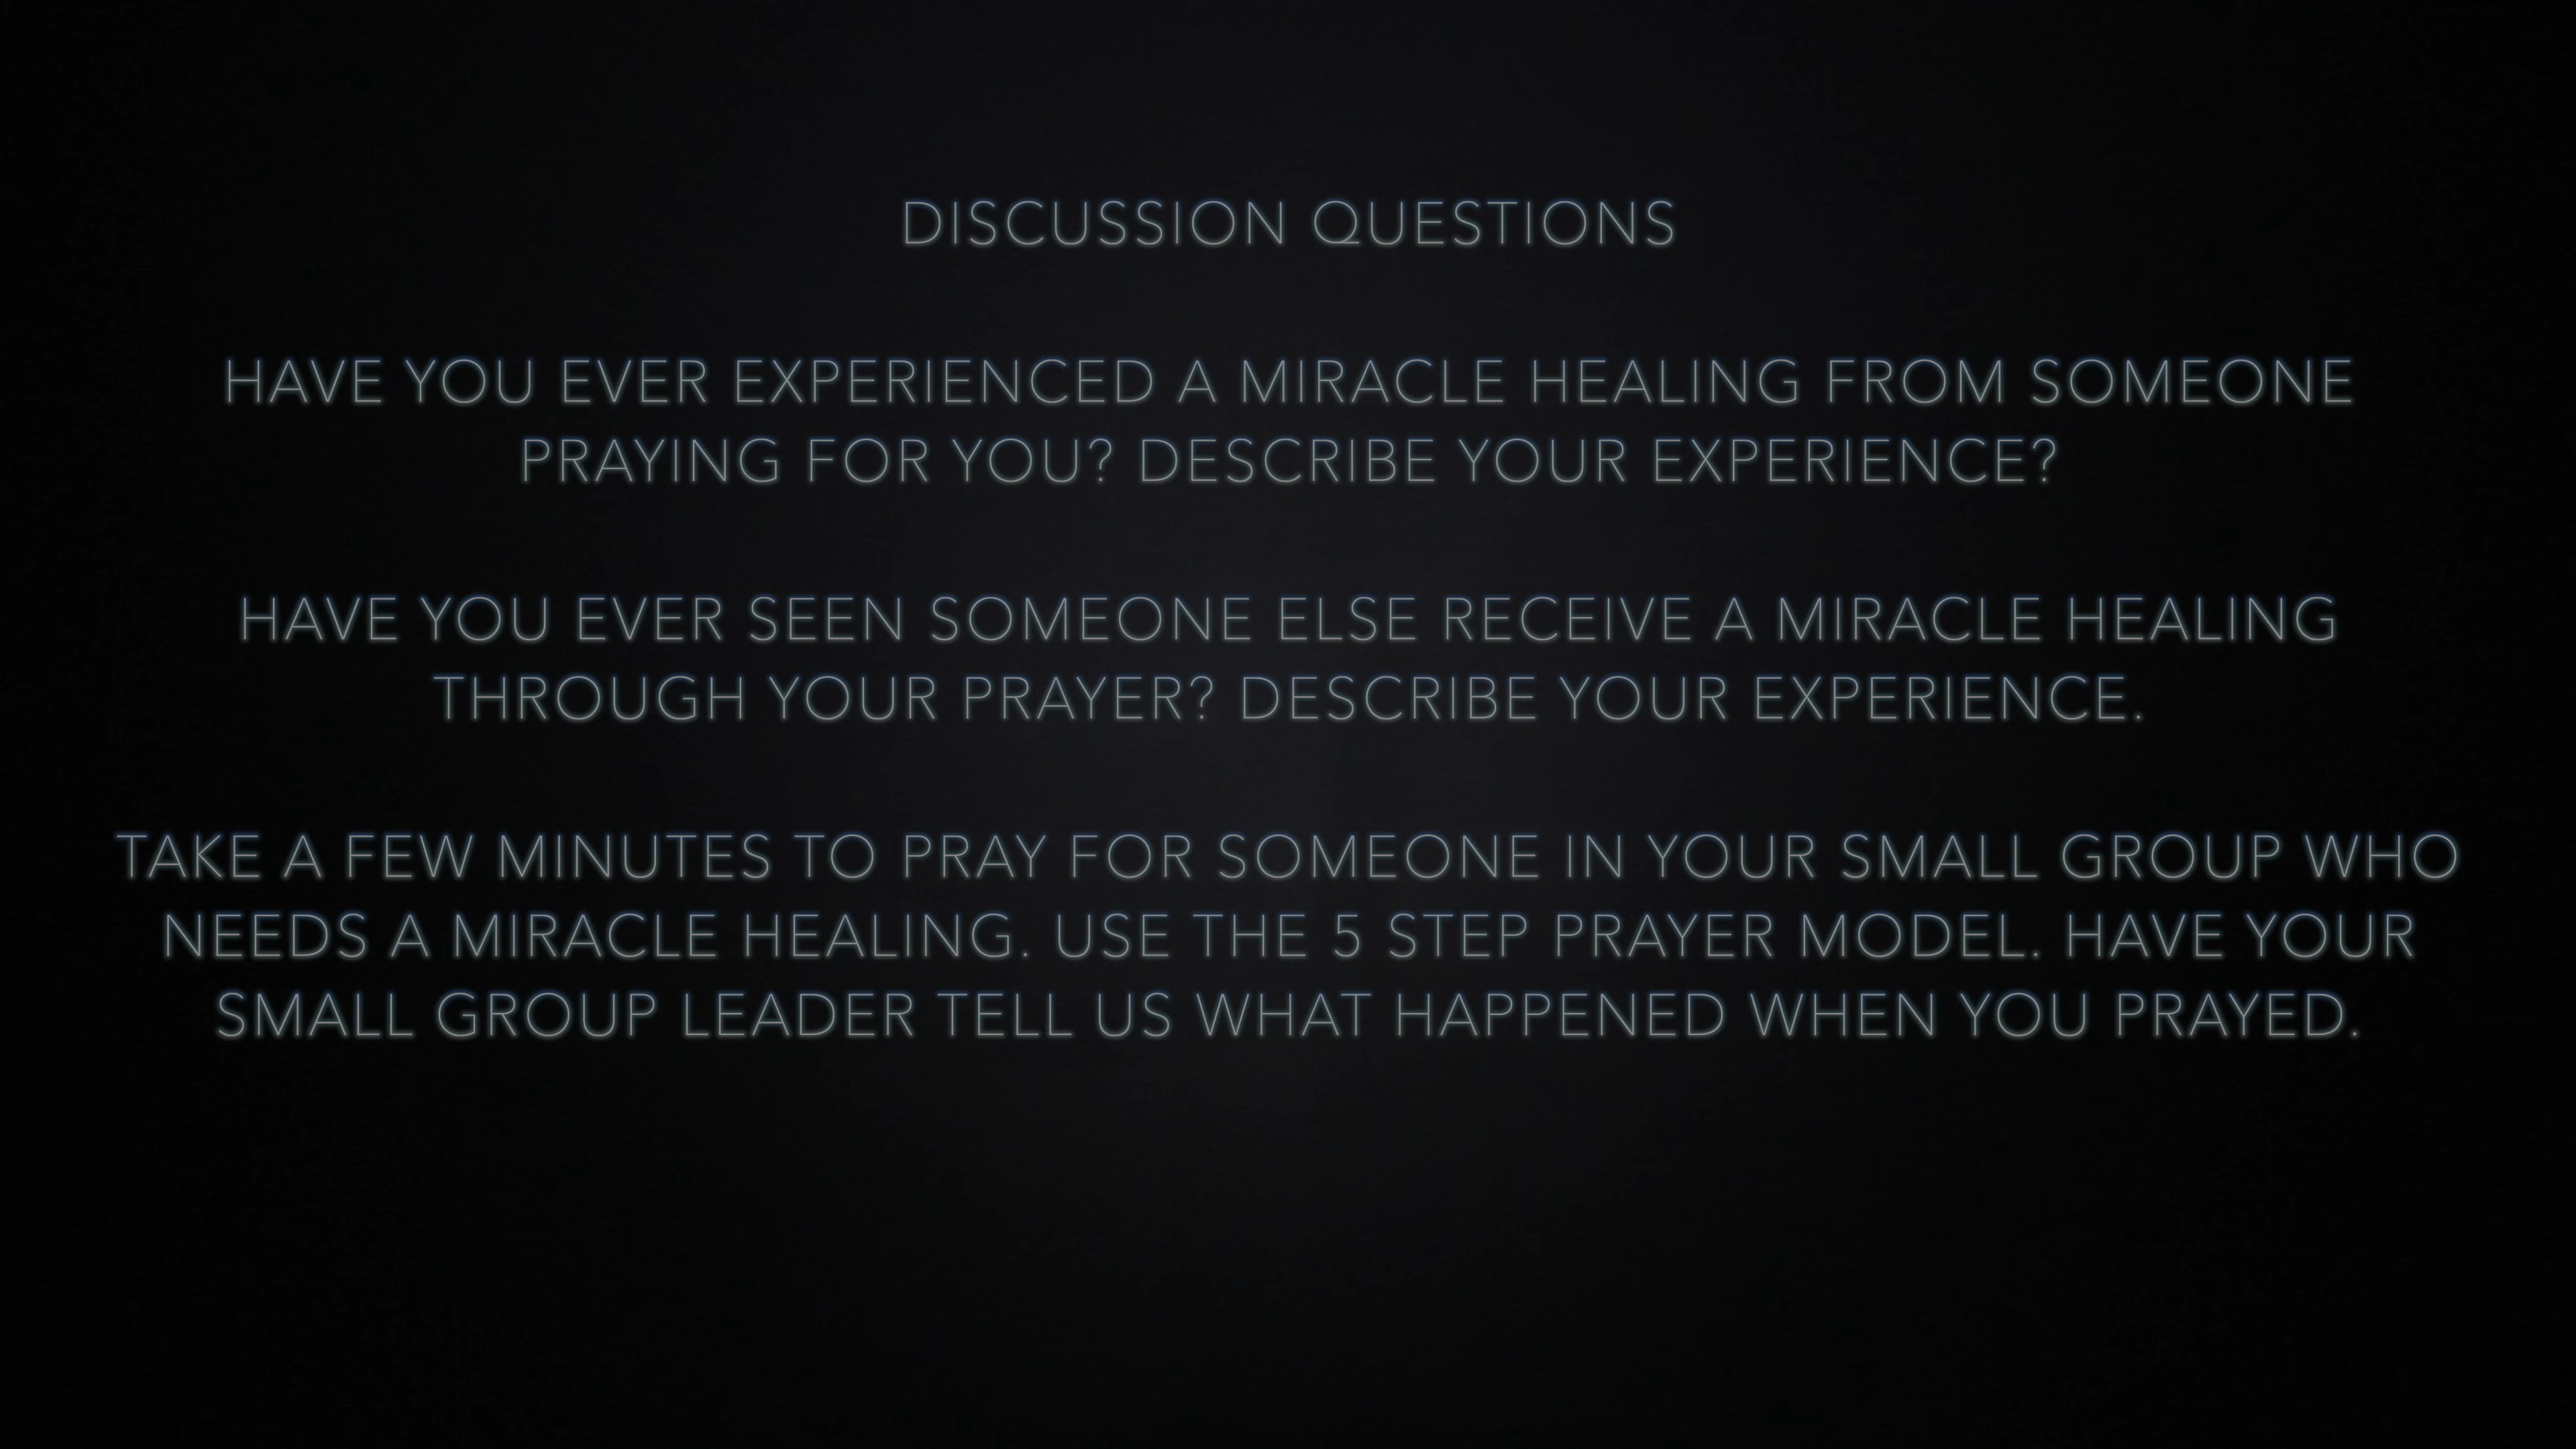 DISCUSSION QUESTIONS
HAVE YOU EVER EXPERIENCED A MIRACLE HEALING FROM SOMEONE
PRAYING FOR YOU? DESCRIBE YOUR EXPERIENCE?
HAVE YOU EVER SEEN SOMEONE ELSE RECEIVE A MIRACLE HEALING
THROUGH YOUR PRAYER? DESCRIBE YOUR EXPERIENCE.
TAKE A FEW MINUTES TO PRAY FOR SOMEONE IN YOUR SMALL GROUP WHO
NEEDS A MIRACLE HEALING. USE THE 5 STEP PRAYER MODEL. HAVE YOUR
SMALL GROUP LEADER TELL US WHAT HAPPENED WHEN YOU PRAYED.